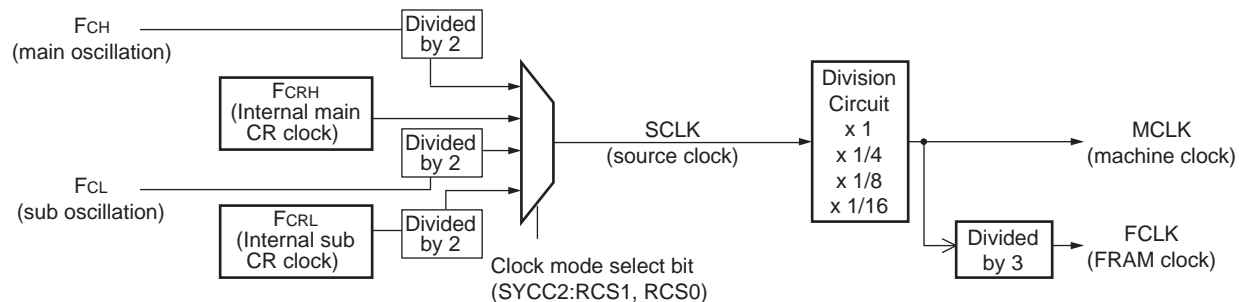 FCH
(main oscillation)
Divided
by 2
FCRH
(Internal main
CR clock)
Divided
by 2
FCL
(sub oscillation)
FCRL
(Internal sub
CR clock)
Divided
by 2
Clock mode select bit
(SYCC2:RCS1, RCS0)
SCLK
(source clock)
Division
Circuit
x 1
x 1/4
x 1/8
x 1/16
MCLK
(machine clock)
Divided
by 3
FCLK
(FRAM clock)